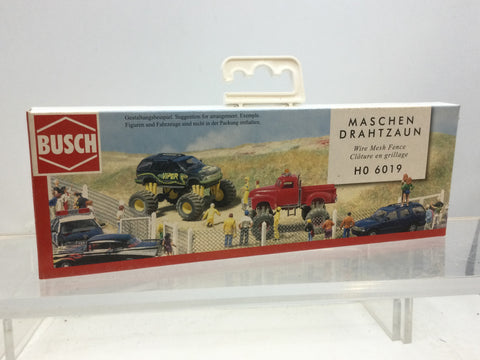 BUSCH
Gestaltungsbeispiel. Suggestion for arrangement. Exemple.
Figuren und Fahrzeuge sind nicht in der Packung enthalten.
VIPER
MASCHEN
DRAHTZAUN
Wire Mesh Fence
Clôture en grillage
HO 6019